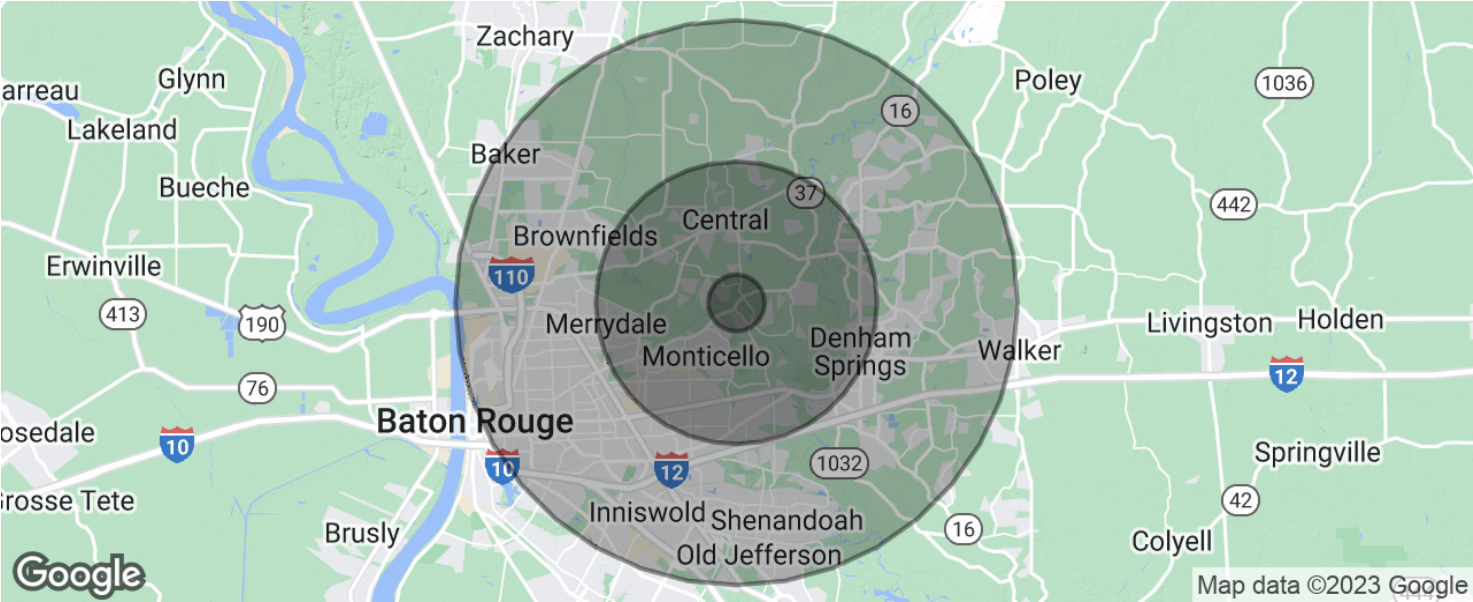 Zachary
Glynn
Poley
1036
arreau
16
Lakeland
Baker
Bueche
37
442
Central
Brownfields
Erwinville
110
413
190
Merrydale
Livingston
Holden
Denham
Springs
Monticello
Walker
12
76
Baton Rouge
osedale
10
10
12
1032
Springville
Grosse Tete
42
Inniswold
Shenandoah
Brusly
16
Old Jefferson
Colyell
Google
Map data ©2023 Google